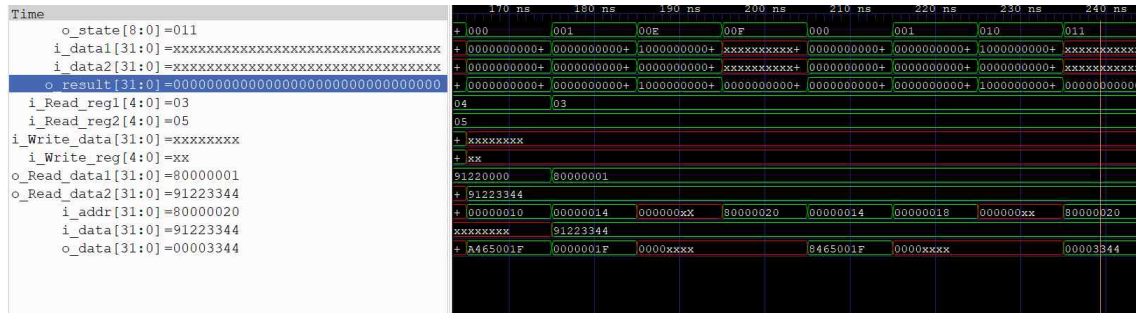 Time
170 ns 180 ns 190 ns 200 ns 210 ns 220 ns 230 ns 240 ns
o_state[8:0]=011 + 000 001 00E 00F 000 001 010 011
i_data1[31:0]=xxxxxxxxxxxxxxxxxxxxxxxxxxxxxxxx + 0000000000+ 0000000000+ 1000000000+ xxxxxxxxxx+ 0000000000+ 0000000000+ 1000000000+ xxxxxxxxxx
i_data2[31:0]=xxxxxxxxxxxxxxxxxxxxxxxxxxxxxxxx + 0000000000+ 0000000000+ 0000000000+ xxxxxxxxxx+ 0000000000+ 0000000000+ 0000000000+ xxxxxxxxxx
o_result[31:0]=00000000000000000000000000000000 + 0000000000+ 0000000000+ 1000000000+ 0000000000+ 0000000000+ 0000000000+ 1000000000+ 0000000000
i_Read_reg1[4:0]=03 04 03
i_Read_reg2[4:0]=05 05
i_Write_data[31:0]=xxxxxxxx + xxxxxxxx
i_Write_reg[4:0]=xx + xx
o_Read_data1[31:0]=80000001 91220000 80000001
o_Read_data2[31:0]=91223344 + 91223344
i_addr[31:0]=80000020 + 00000010 00000014 000000xX 80000020 00000014 00000018 000000xx 80000020
i_data[31:0]=91223344 xxxxxxxx 91223344
o_data[31:0]=00003344 + A465001F 0000001F 0000xxxx 8465001F 0000xxxx 00003344